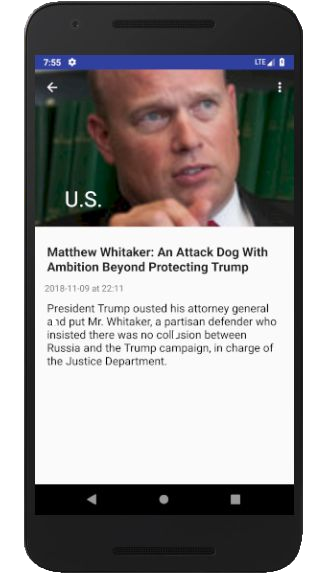 7:55 LTE
U.S.
Matthew Whitaker: An Attack Dog With
Ambition Beyond Protecting Trump
2018-11-09 at 22:11
President Trump ousted his attorney general
and put Mr. Whitaker, a partisan defender who
insisted there was no collusion between
Russia and the Trump campaign, in charge of
the Justice Department.